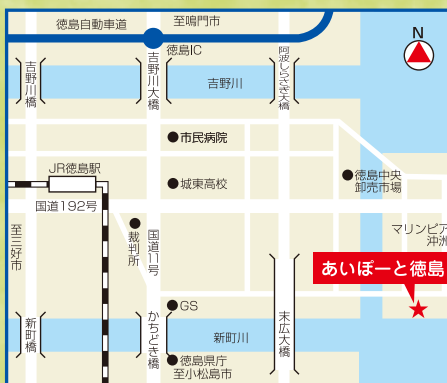 徳島自動車道
至鳴門市
N
徳島IC
吉野川橋
吉野川大橋
吉野川
阿波しらさぎ大橋
市民病院
JR徳島駅
城東高校
徳島中央
卸売市場
国道192号
至三好市
裁判所
国道11号
マリンピア
沖洲
あいぽーと徳島
GS
新町橋
かちどき橋
新町川
末広大橋
徳島県庁
至小松島市